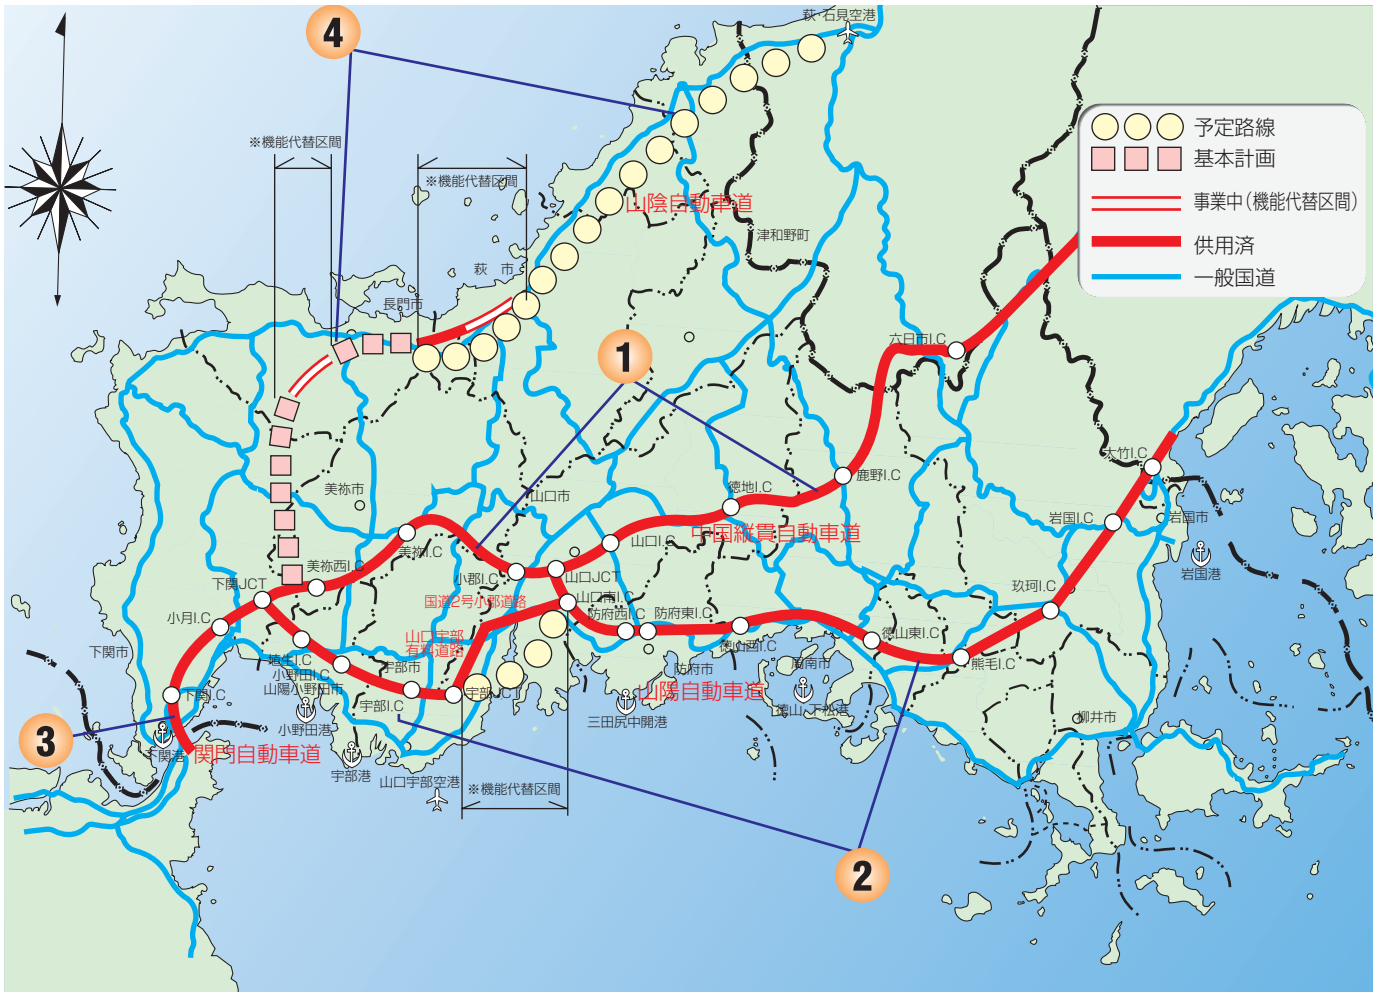 4
萩・石見空港
※機能代替区間
※機能代替区間
予定路線
基本計画
事業中（機能代替区間）
供用済
一般国道
山陰自動車道
津和野町
萩 市
長門市
1
六日市I.C
大竹I.C
鹿野I.C
徳地I.C
美祢市
山口市
中国縦貫自動車道
岩国I.C
岩国市
岩国港
美祢I.C
山口I.C
美祢西I.C
小郡I.C
山口JCT
下関JCT
玖珂I.C
国道2号小郡道路
山口南I.C
小月I.C
防府西I.C
防府東I.C
山口宇部
有料道路
徳山東I.C
徳山西I.C
下関市
埴生I.C
小野田I.C
山陽小野田市
宇部市
防府市
周南市
熊毛I.C
下関I.C
宇部JCT
宇部I.C
山陽自動車道
小野田港
三田尻中関港
徳山・下松港
柳井市
3
下関港
関門自動車道
宇部港
山口宇部空港
※機能代替区間
2